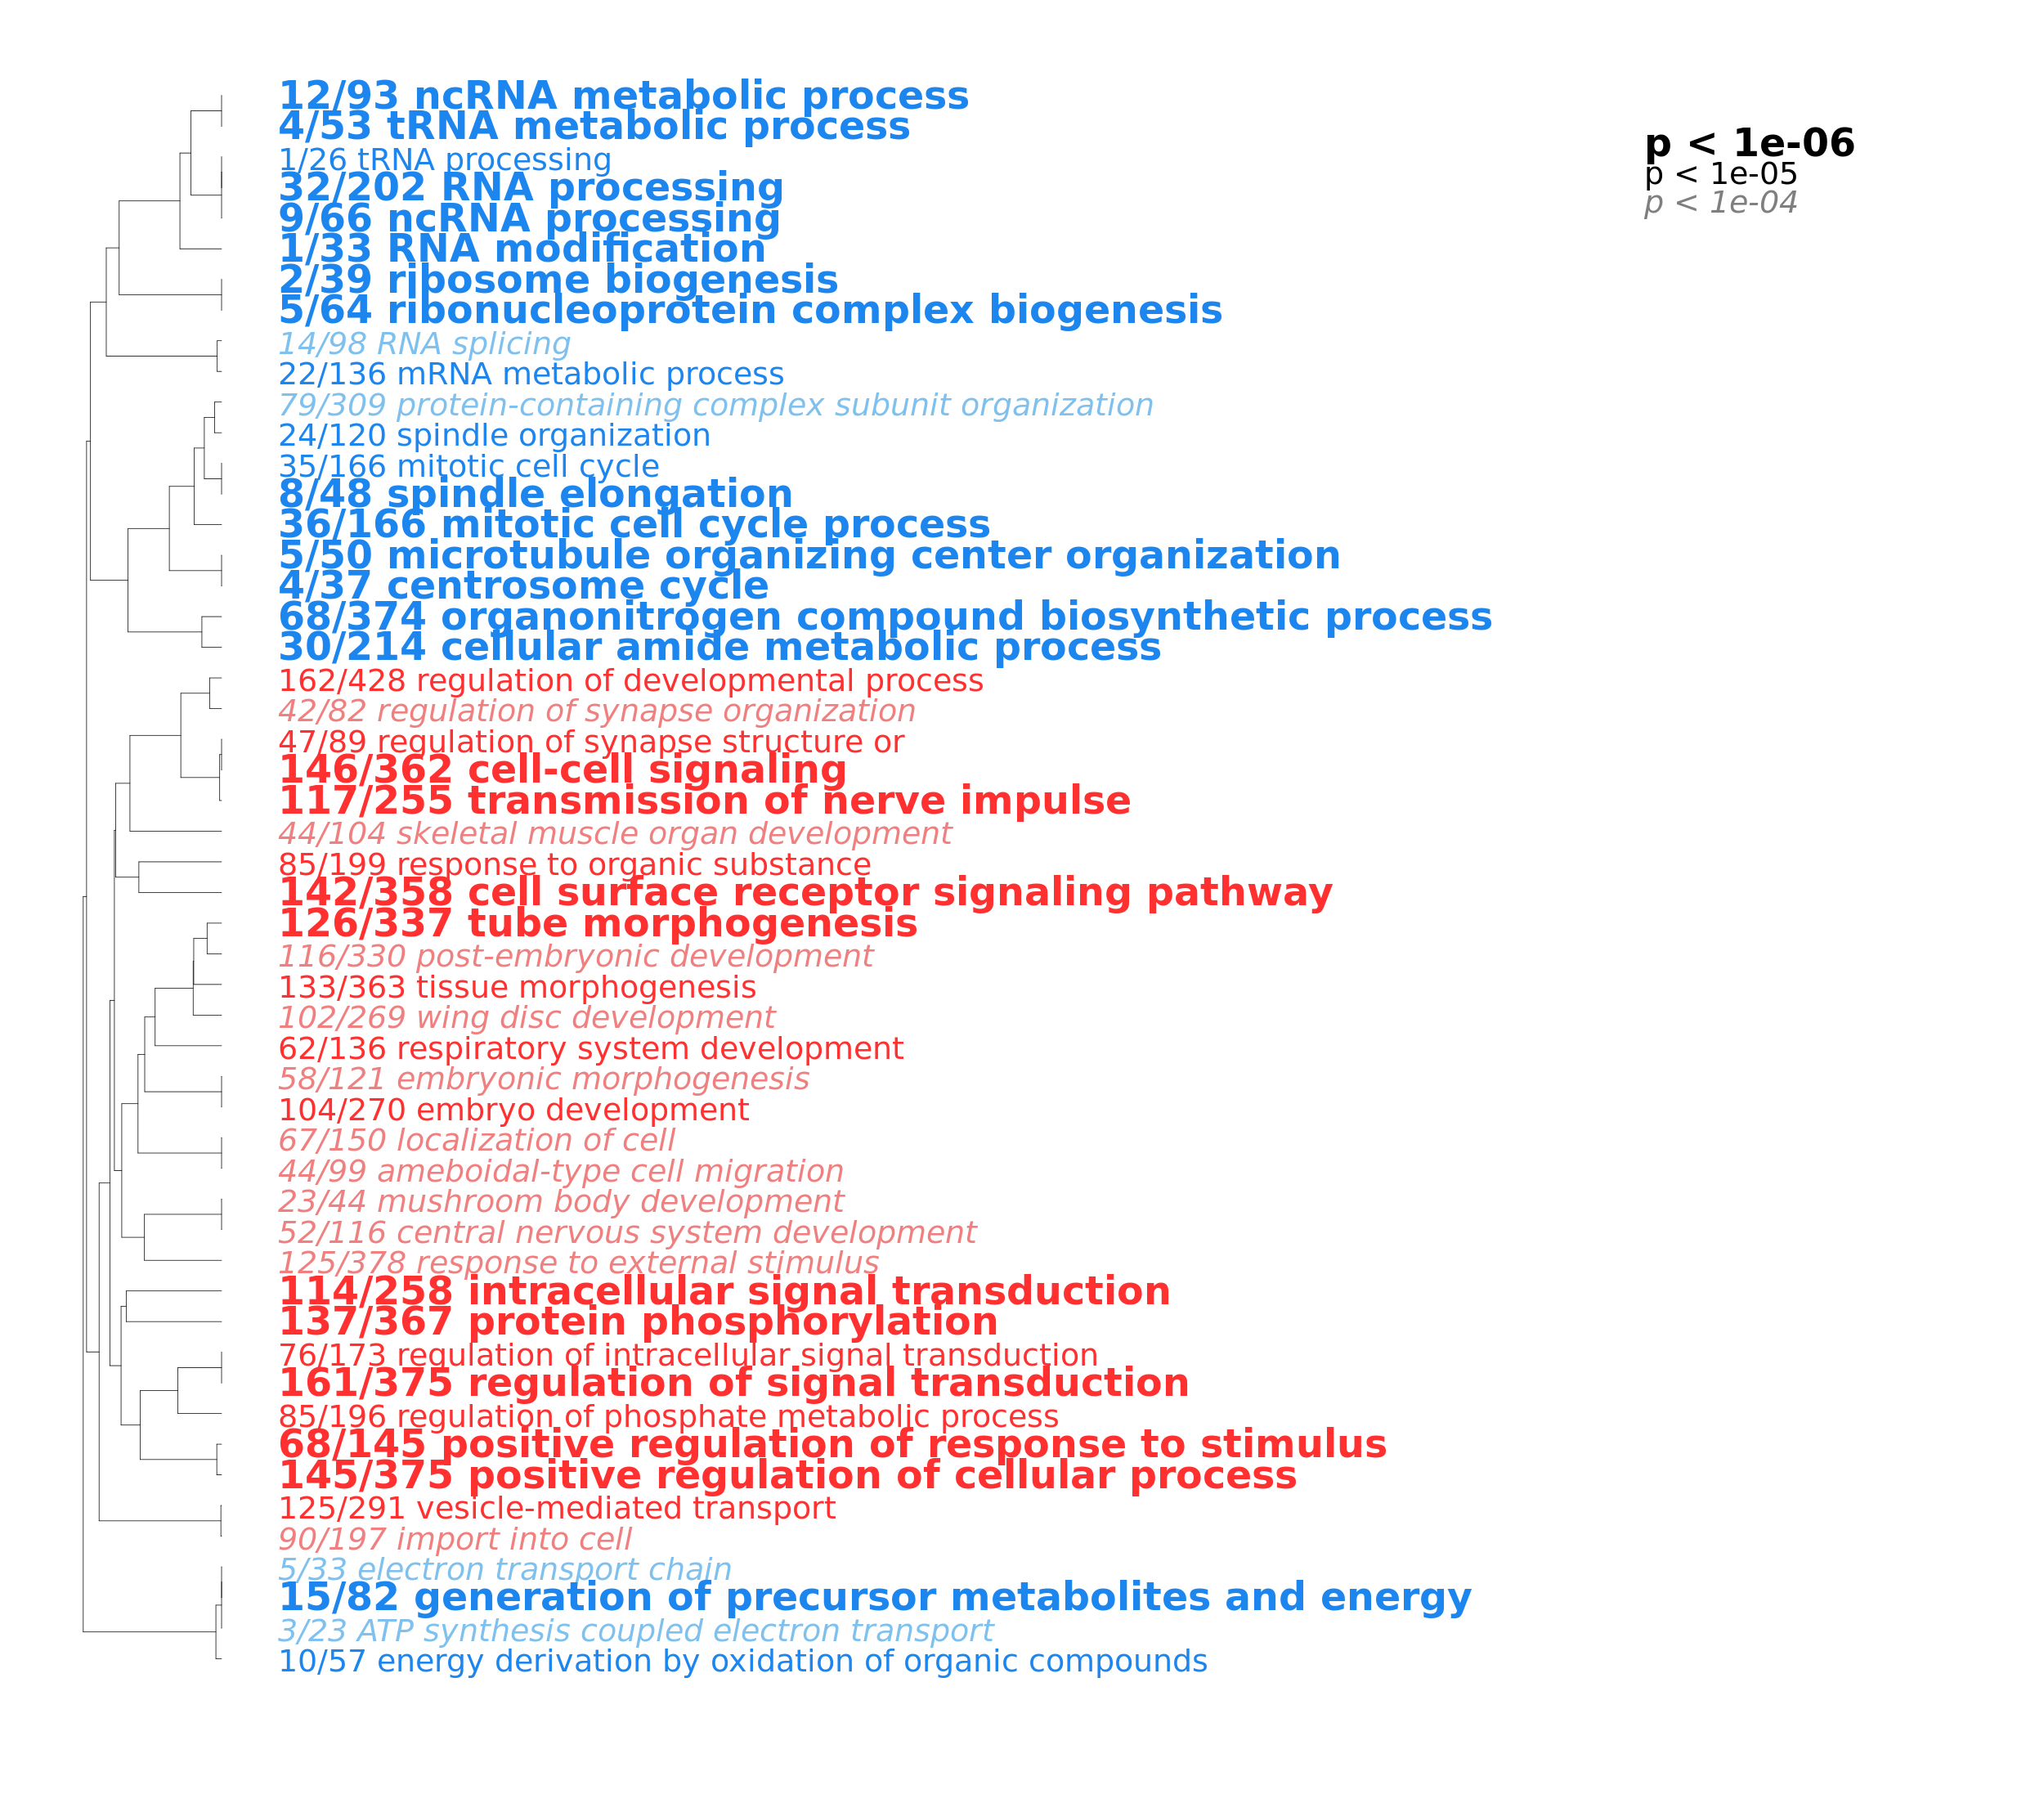 12/93 ncRNA metabolic process
4/53 tRNA metabolic process
p < 1e-06
1/26 tRNA processing
p < 1e-05
32/202 RNA processing
p < 1e-04
9/66 ncRNA processing
1/33 RNA modification
2/39 ribosome biogenesis
5/64 ribonucleoprotein complex biogenesis
14/98 RNA splicing
22/136 mRNA metabolic process
79/309 protein-containing complex subunit organization
24/120 spindle organization
35/166 mitotic cell cycle
8/48 spindle elongation
36/166 mitotic cell cycle process
5/50 microtubule organizing center organization
4/37 centrosome cycle
68/374 organonitrogen compound biosynthetic process
30/214 cellular amide metabolic process
162/428 regulation of developmental process
42/82 regulation of synapse organization
47/89 regulation of synapse structure or
146/362 cell-cell signaling
117/255 transmission of nerve impulse
44/104 skeletal muscle organ development
85/199 response to organic substance
142/358 cell surface receptor signaling pathway
126/337 tube morphogenesis
116/330 post-embryonic development
133/363 tissue morphogenesis
102/269 wing disc development
62/136 respiratory system development
58/121 embryonic morphogenesis
104/270 embryo development
67/150 localization of cell
44/99 ameboidal-type cell migration
23/44 mushroom body development
52/116 central nervous system development
125/378 response to external stimulus
114/258 intracellular signal transduction
137/367 protein phosphorylation
76/173 regulation of intracellular signal transduction
161/375 regulation of signal transduction
85/196 regulation of phosphate metabolic process
68/145 positive regulation of response to stimulus
145/375 positive regulation of cellular process
125/291 vesicle-mediated transport
90/197 import into cell
5/33 electron transport chain
15/82 generation of precursor metabolites and energy
3/23 ATP synthesis coupled electron transport
10/57 energy derivation by oxidation of organic compounds